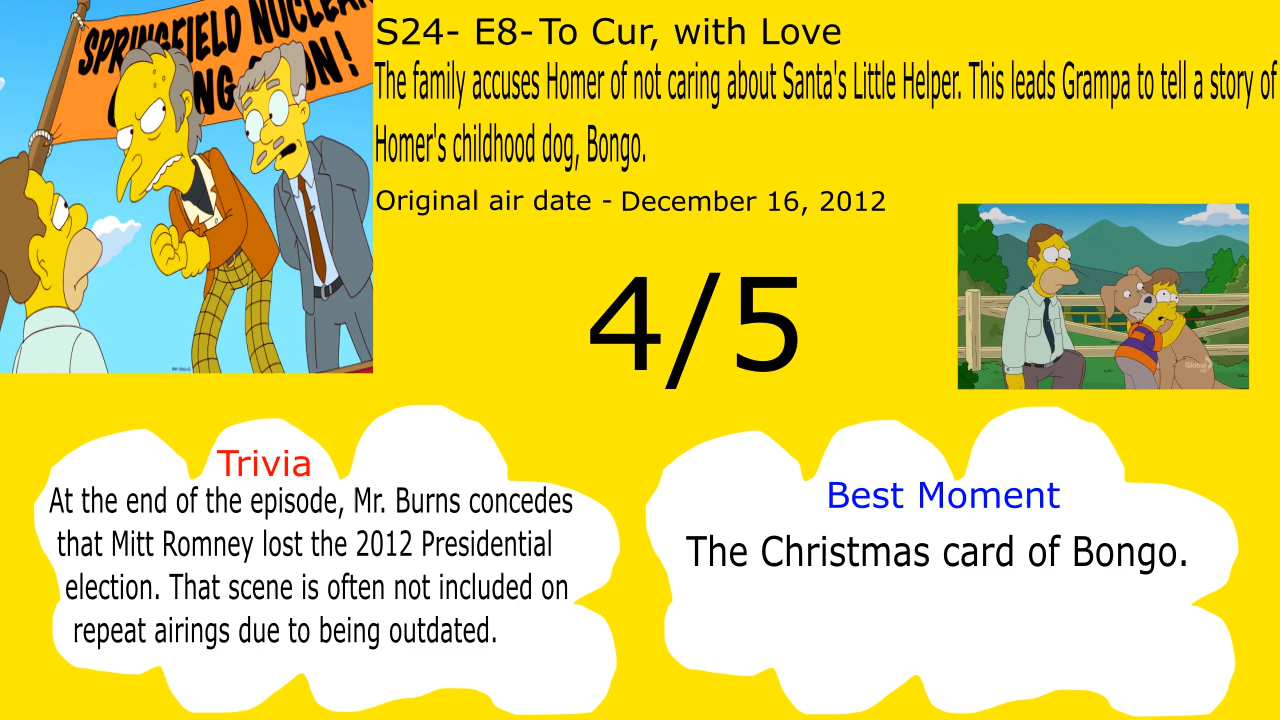 SPRINGFIELD NUCLEAR
S24- E8-To Cur, with Love
The family accuses Homer of not caring about Santa's Little Helper. This leads Grampa to tell a story of
Homer's childhood dog, Bongo.
Original air date - December 16, 2012
4/5
Global
Trivia
At the end of the episode, Mr. Burns concedes
that Mitt Romney lost the 2012 Presidential
election. That scene is often not included on
repeat airings due to being outdated.
Best Moment
The Christmas card of Bongo.